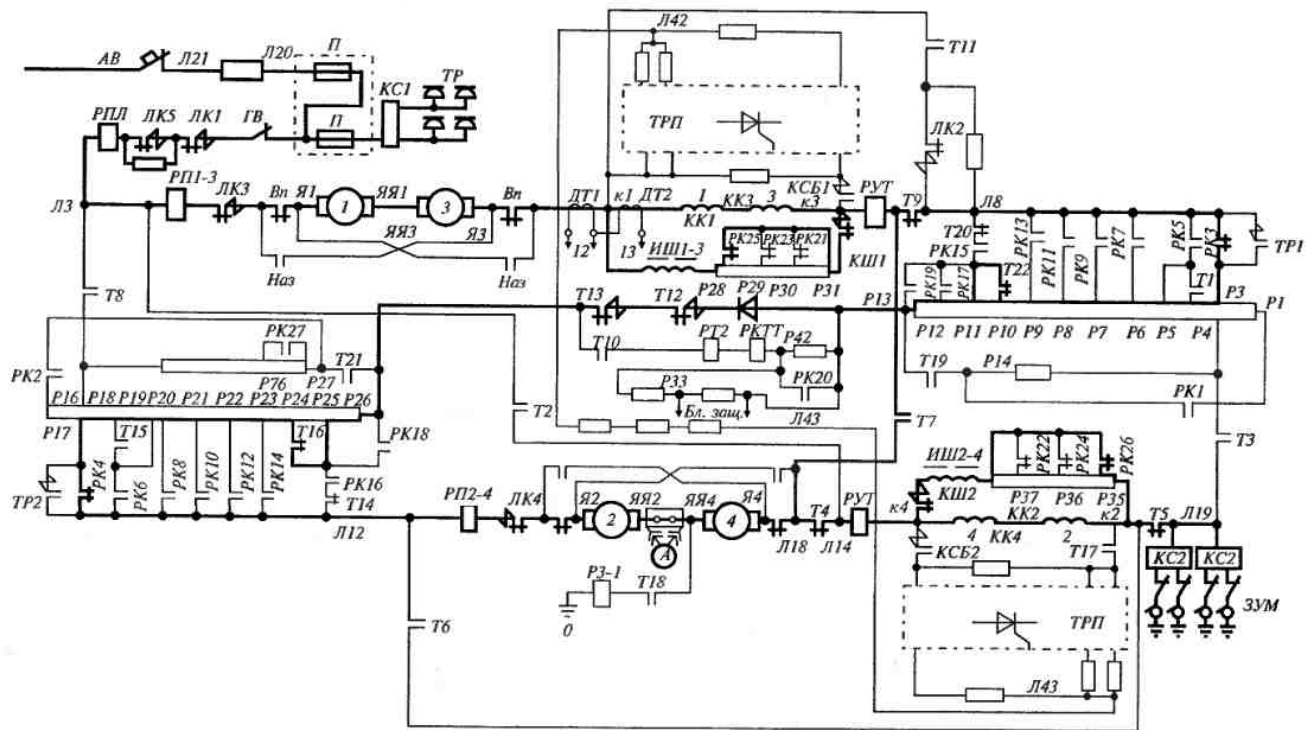 Л42
АВ
Л21
Л20
П
КС1
ТР
Т11
РПЛ
ЛК5
ЛК1
ГВ
П
ТРП
ЛК2
РП1-3
ЛК3
Вп
Я1
1
ЯЯ1
3
Вп
ДТ1
к1
ДТ2
1
КК3
3
к3
КСБ1
РУТ
Т9
Л8
Л3
ЯЯ3
Я3
12
13
КК1
Наз
Наз
ИШ1-3
РК25
РК23
РК21
КШ1
Т20
РК15
РК13
РК11
РК9
РК7
РК5
РК3
ТР1
РК19
РК17
Т22
Т1
Т8
Т13
Т12
Р28
Р29
Р30
Р31
Р13
Р3
Р1
Р12
Р11
Р10
Р9
Р8
Р7
Р6
Р5
Р4
РК27
Т10
РТ2
РКТТ
Р42
Т19
Р14
РК2
Р76
Р27
Т21
Р33
РК20
РК1
Р16
Р18
Р19
Р20
Р21
Р22
Р23
Р24
Р25
Р26
Т2
Бл. защ.
Л43
Т7
Т3
Р17
Т15
Т16
РК18
ТР2
РК4
РК6
РК8
РК10
РК12
РК14
РК16
Т14
ИШ2-4
РК22
РК24
РК26
КШ2
Р37
Р36
Р35
Л12
РП2-4
ЛК4
Я2
2
ЯЯ2
ЯЯ4
4
Я4
Т4
РУТ
к4
КК2
к2
Т5
Л19
А
Л18
Л14
4
КК4
2
КСБ2
Т17
КС2
КС2
РЗ-1
Т18
0
Т6
ТРП
ЗУМ
Л43